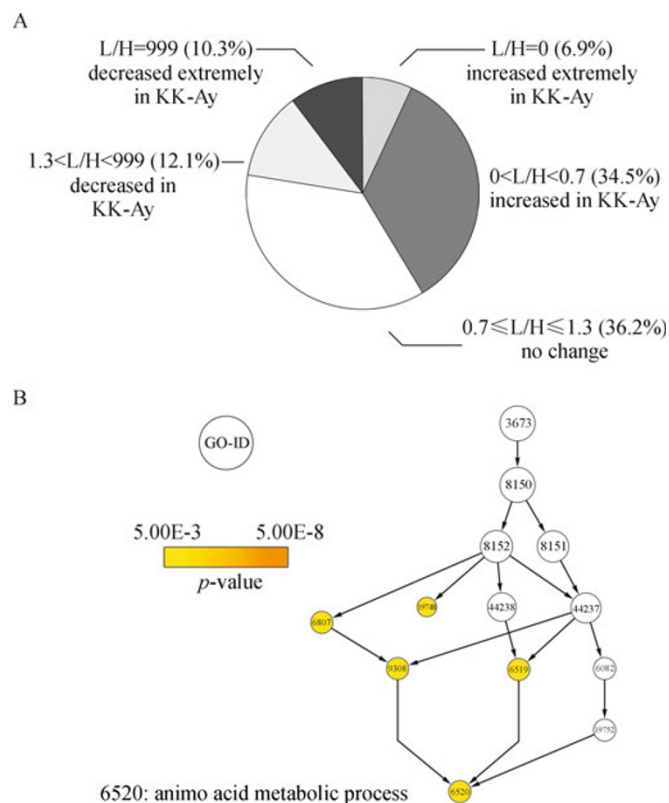 A
L/H=999 (10.3%)
decreased extremely
in KK-Ay
L/H=0 (6.9%)
increased extremely
in KK-Ay
1.3<L/H<999 (12.1%)
decreased in
KK-Ay
0<L/H<0.7 (34.5%)
increased in KK-Ay
0.7≤L/H≤1.3 (36.2%)
no change
B
GO-ID
5.00E-3 5.00E-8
p-value
3673
8150
8152
8151
6807
19748
44238
44237
9308
6519
6082
19752
6520
6520: animo acid metabolic process